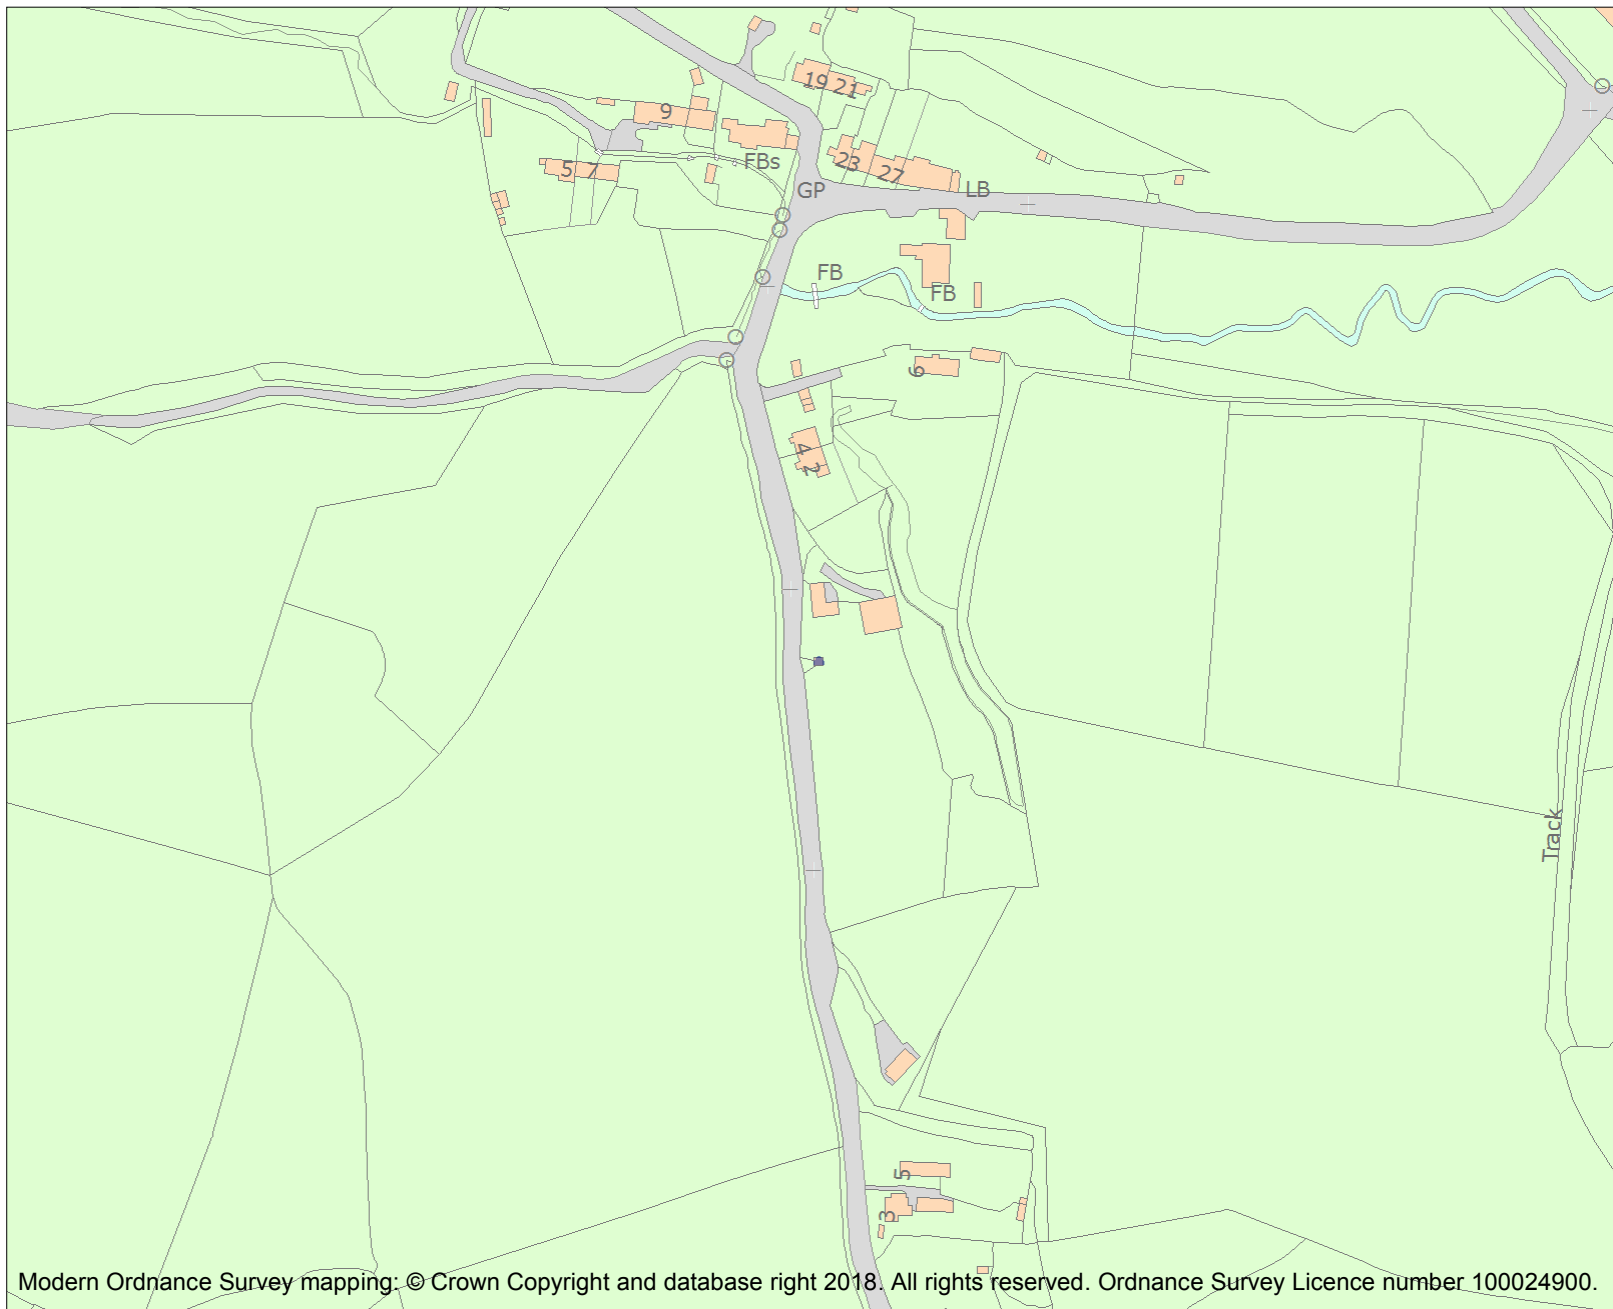 19 21
9
FBs
23
27
5 7
GP
LB
FB
FB
6
4
2
Track
5
3
Modern Ordnance Survey mapping: © Crown Copyright and database right 2018. All rights reserved. Ordnance Survey Licence number 100024900.